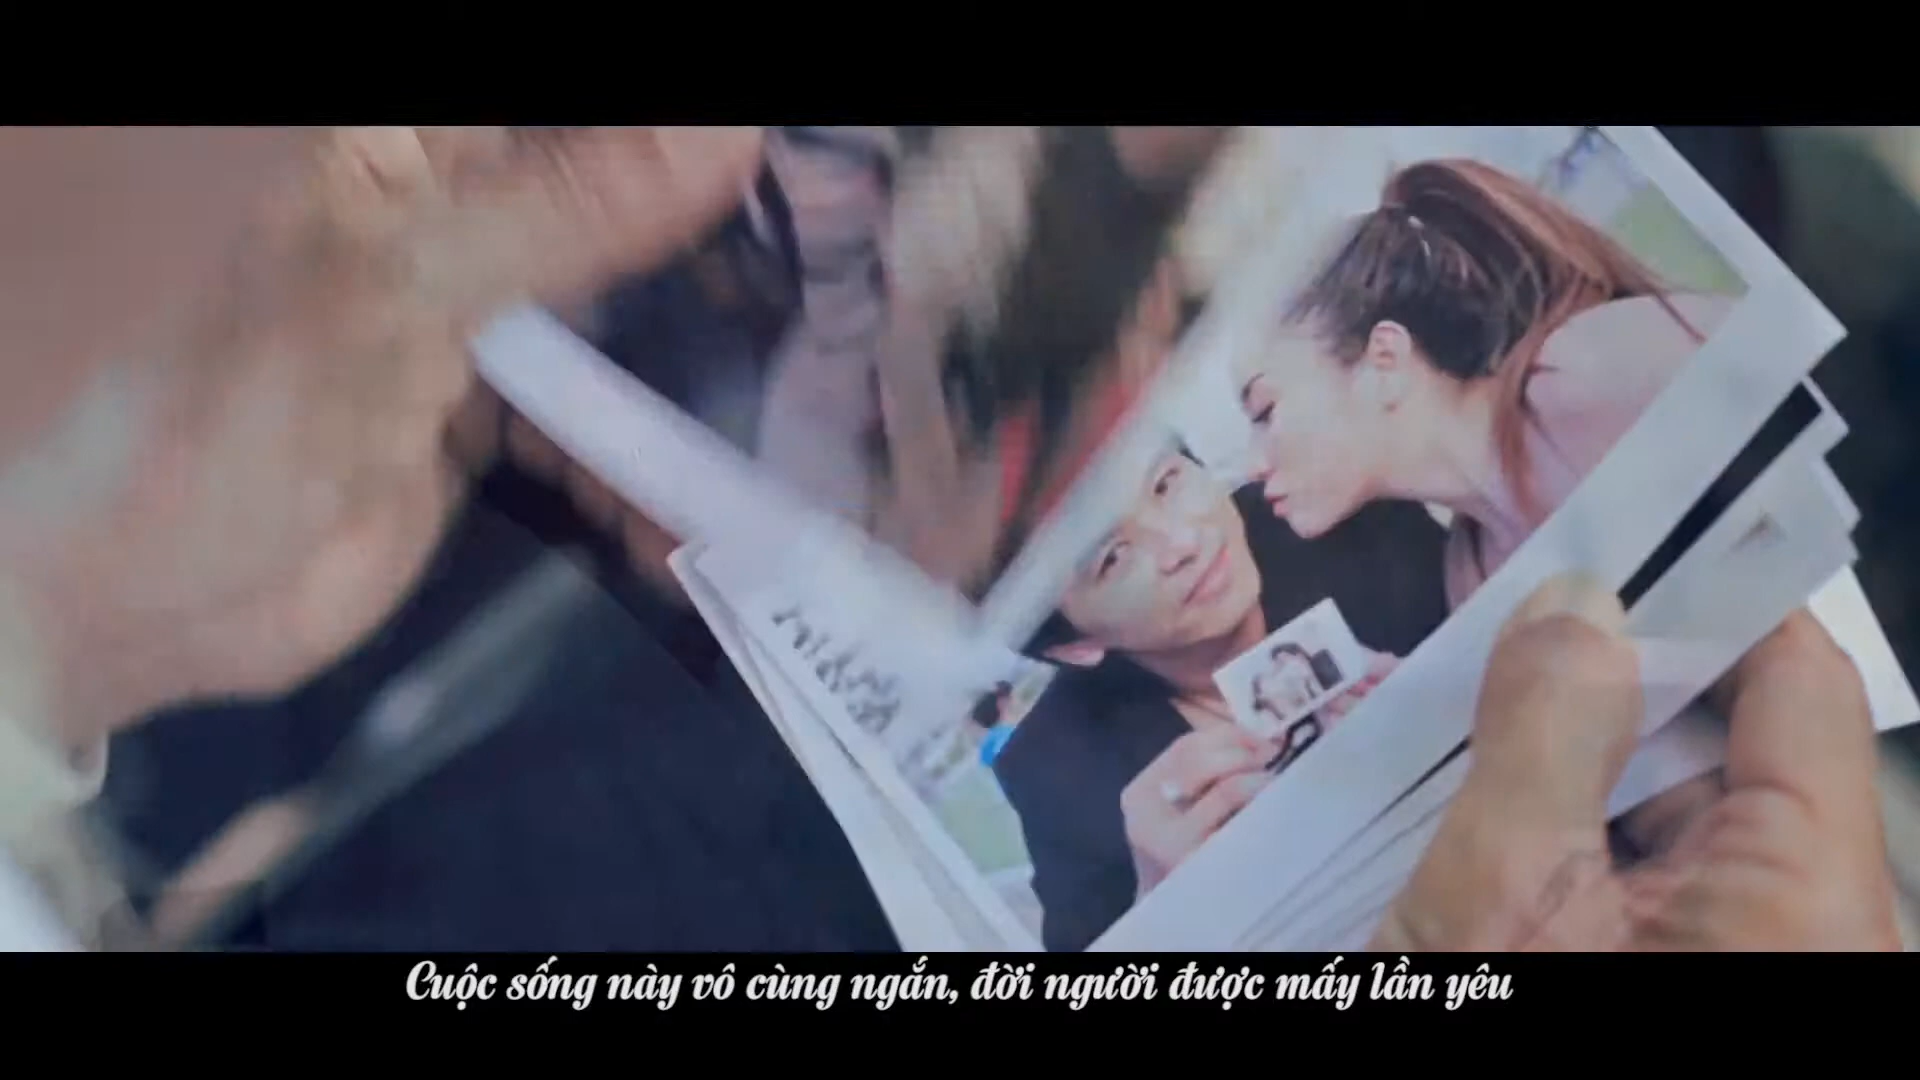 Cuộc sống này vô cùng ngắn, đời người được mấy lần yêu